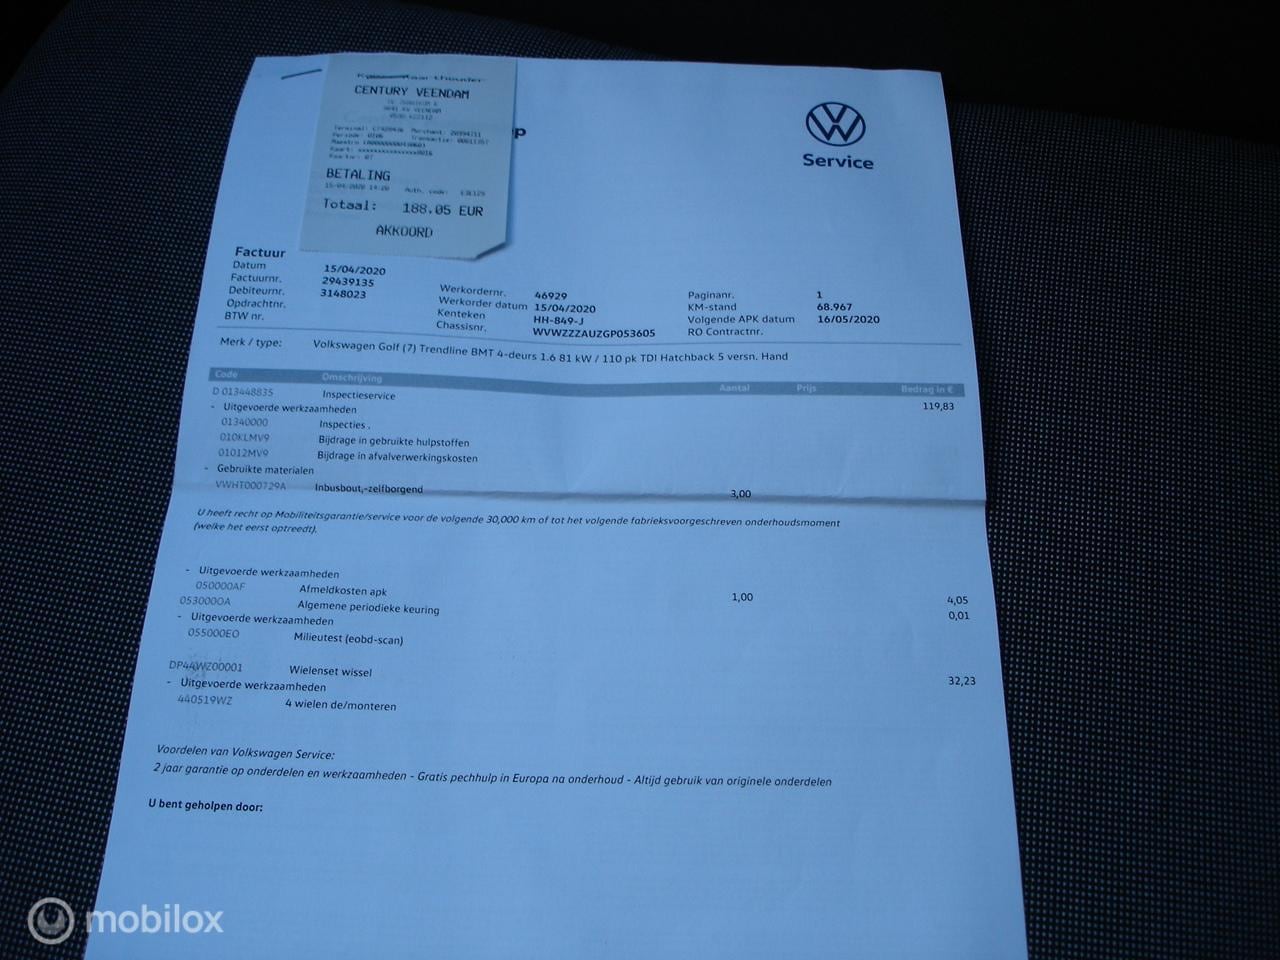 CENTURY VEENDAM
BETALING
15/04/2020 14:20
Totaal: 188.05 EUR
AKKOORD
Service
Factuur
Datum 15/04/2020
Factuurnr. 29439135
Debiteurnr. 3148023
Opdrachtnr.
BTW nr.
Werkordernr. 46929
Werkorder datum 15/04/2020
Kenteken HH-849-J
Chassisnr. WVWZZZAUZGP053605
Paginanr. 1
KM-stand 68.967
Volgende APK datum 16/05/2020
RO Contractnr.
Merk / type: Volkswagen Golf (7) Trendline BMT 4-deurs 1.6 81 kW / 110 pk TDI Hatchback 5 versn. Hand
Code Omschrijving Aantal Prijs Bedrag in €
D 013448835 Inspectieservice 119,83
- Uitgevoerde werkzaamheden
01340000 Inspecties .
010KLMV9 Bijdrage in gebruikte hulpstoffen
01012MV9 Bijdrage in afvalverwerkingskosten
- Gebruikte materialen
VWHT000729A Inbusbout,-zelfborgend 3,00
U heeft recht op Mobiliteitsgarantie/service voor de volgende 30,000 km of tot het volgende fabrieksvoorgeschreven onderhoudsmoment
(welke het eerst optreedt).
- Uitgevoerde werkzaamheden
050000AF Afmeldkosten apk 1,00 4,05
053000OA Algemene periodieke keuring 0,01
- Uitgevoerde werkzaamheden
055000EO Milieutest (eobd-scan)
DP44WZ00001 Wielenset wissel 32,23
- Uitgevoerde werkzaamheden
440519WZ 4 wielen de/monteren
Voordelen van Volkswagen Service:
2 jaar garantie op onderdelen en werkzaamheden - Gratis pechhulp in Europa na onderhoud - Altijd gebruik van originele onderdelen
U bent geholpen door:
mobilox